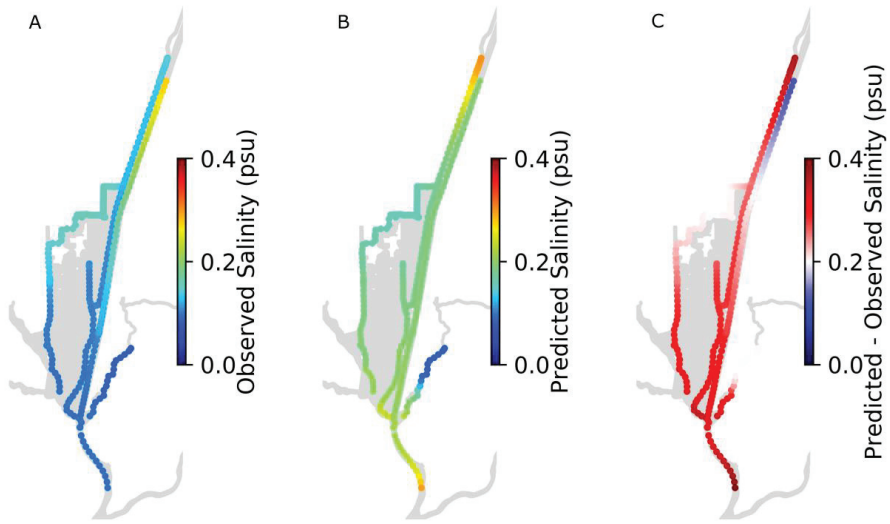 A
B
C
0.4
0.2
0.0
Observed Salinity (psu)
0.4
0.2
0.0
Predicted Salinity (psu)
0.4
0.2
0.0
Predicted - Observed Salinity (psu)